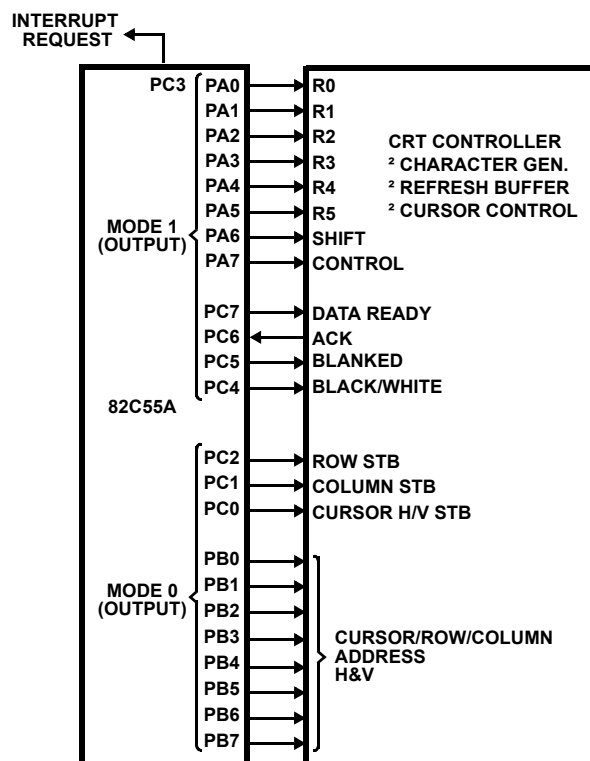 INTERRUPT
REQUEST
PC3 PA0 R0
PA1 R1
PA2 R2
PA3 R3
PA4 R4
PA5 R5
PA6 SHIFT
PA7 CONTROL
CRT CONTROLLER
² CHARACTER GEN.
² REFRESH BUFFER
² CURSOR CONTROL
MODE 1
(OUTPUT)
PC7 DATA READY
PC6 ACK
PC5 BLANKED
PC4 BLACK/WHITE
82C55A
PC2 ROW STB
PC1 COLUMN STB
PC0 CURSOR H/V STB
MODE 0
(OUTPUT)
PB0
PB1
PB2
PB3
PB4
PB5
PB6
PB7
CURSOR/ROW/COLUMN
ADDRESS
H&V